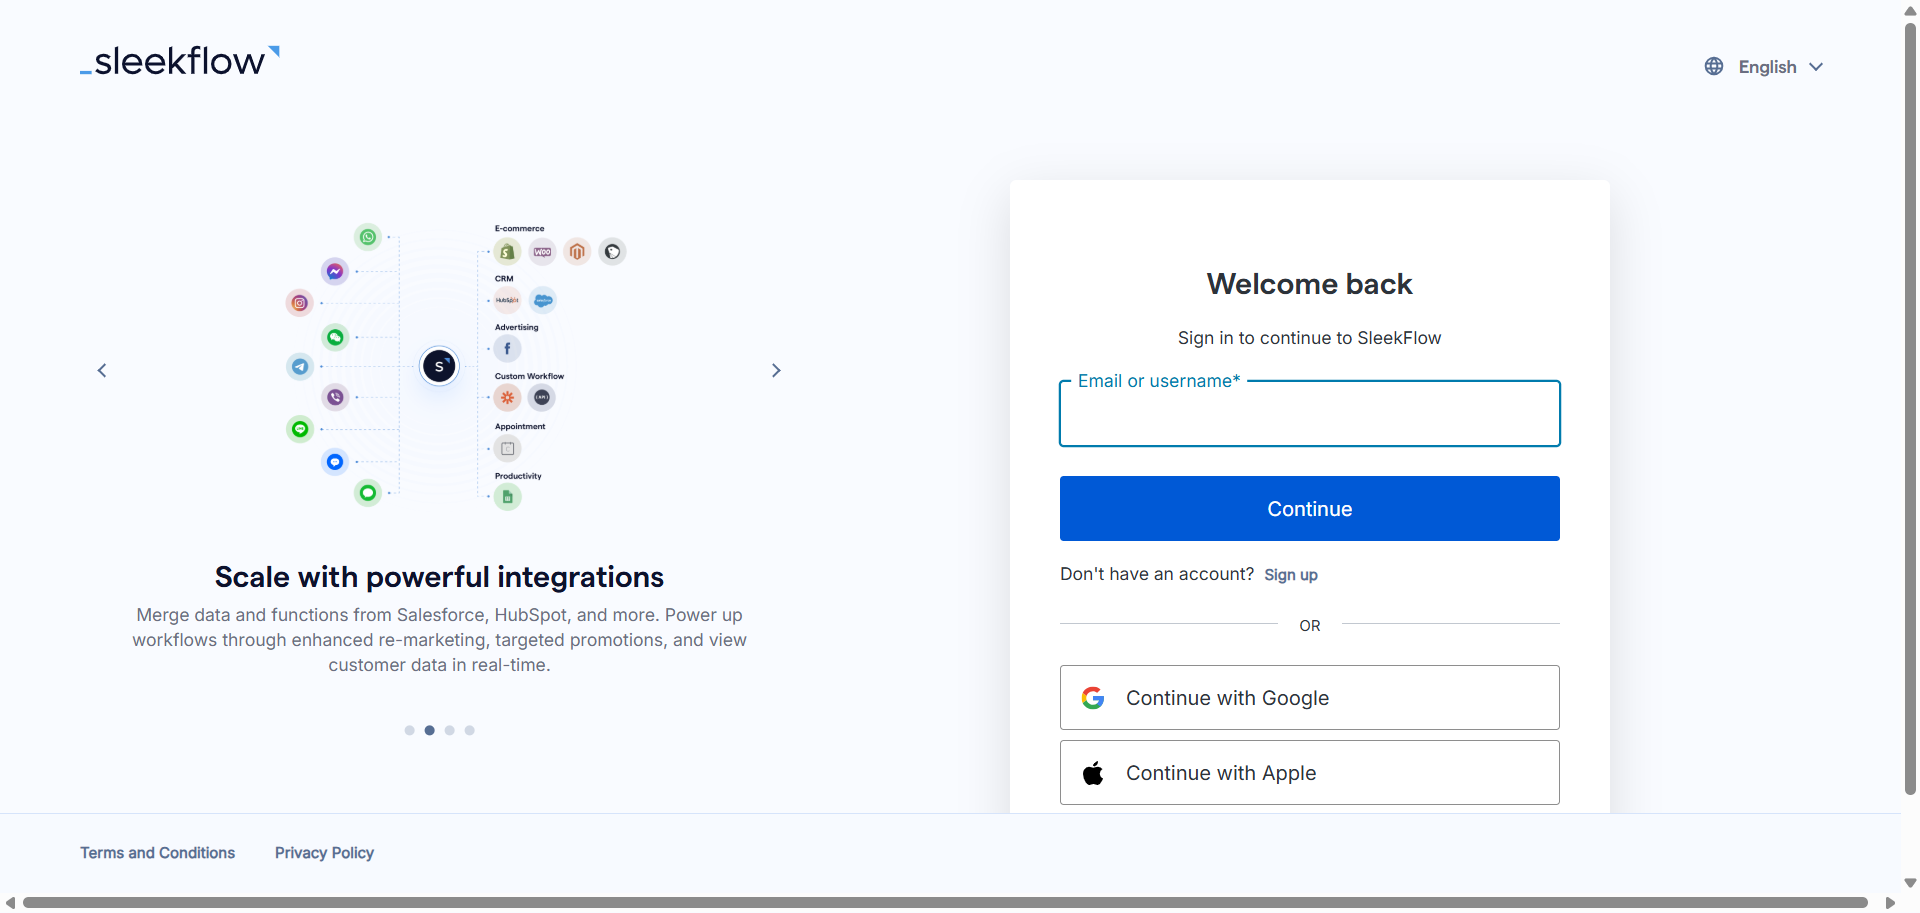 _sleekflow
English
E-commerce
WOO
CRM
HubSpot
Advertising
Custom Workflow
Appointment
Productivity
S
Scale with powerful integrations
Merge data and functions from Salesforce, HubSpot, and more. Power up
workflows through enhanced re-marketing, targeted promotions, and view
customer data in real-time.
Welcome back
Sign in to continue to SleekFlow
Email or username*
Continue
Don't have an account? Sign up
OR
Continue with Google
Continue with Apple
Terms and Conditions
Privacy Policy